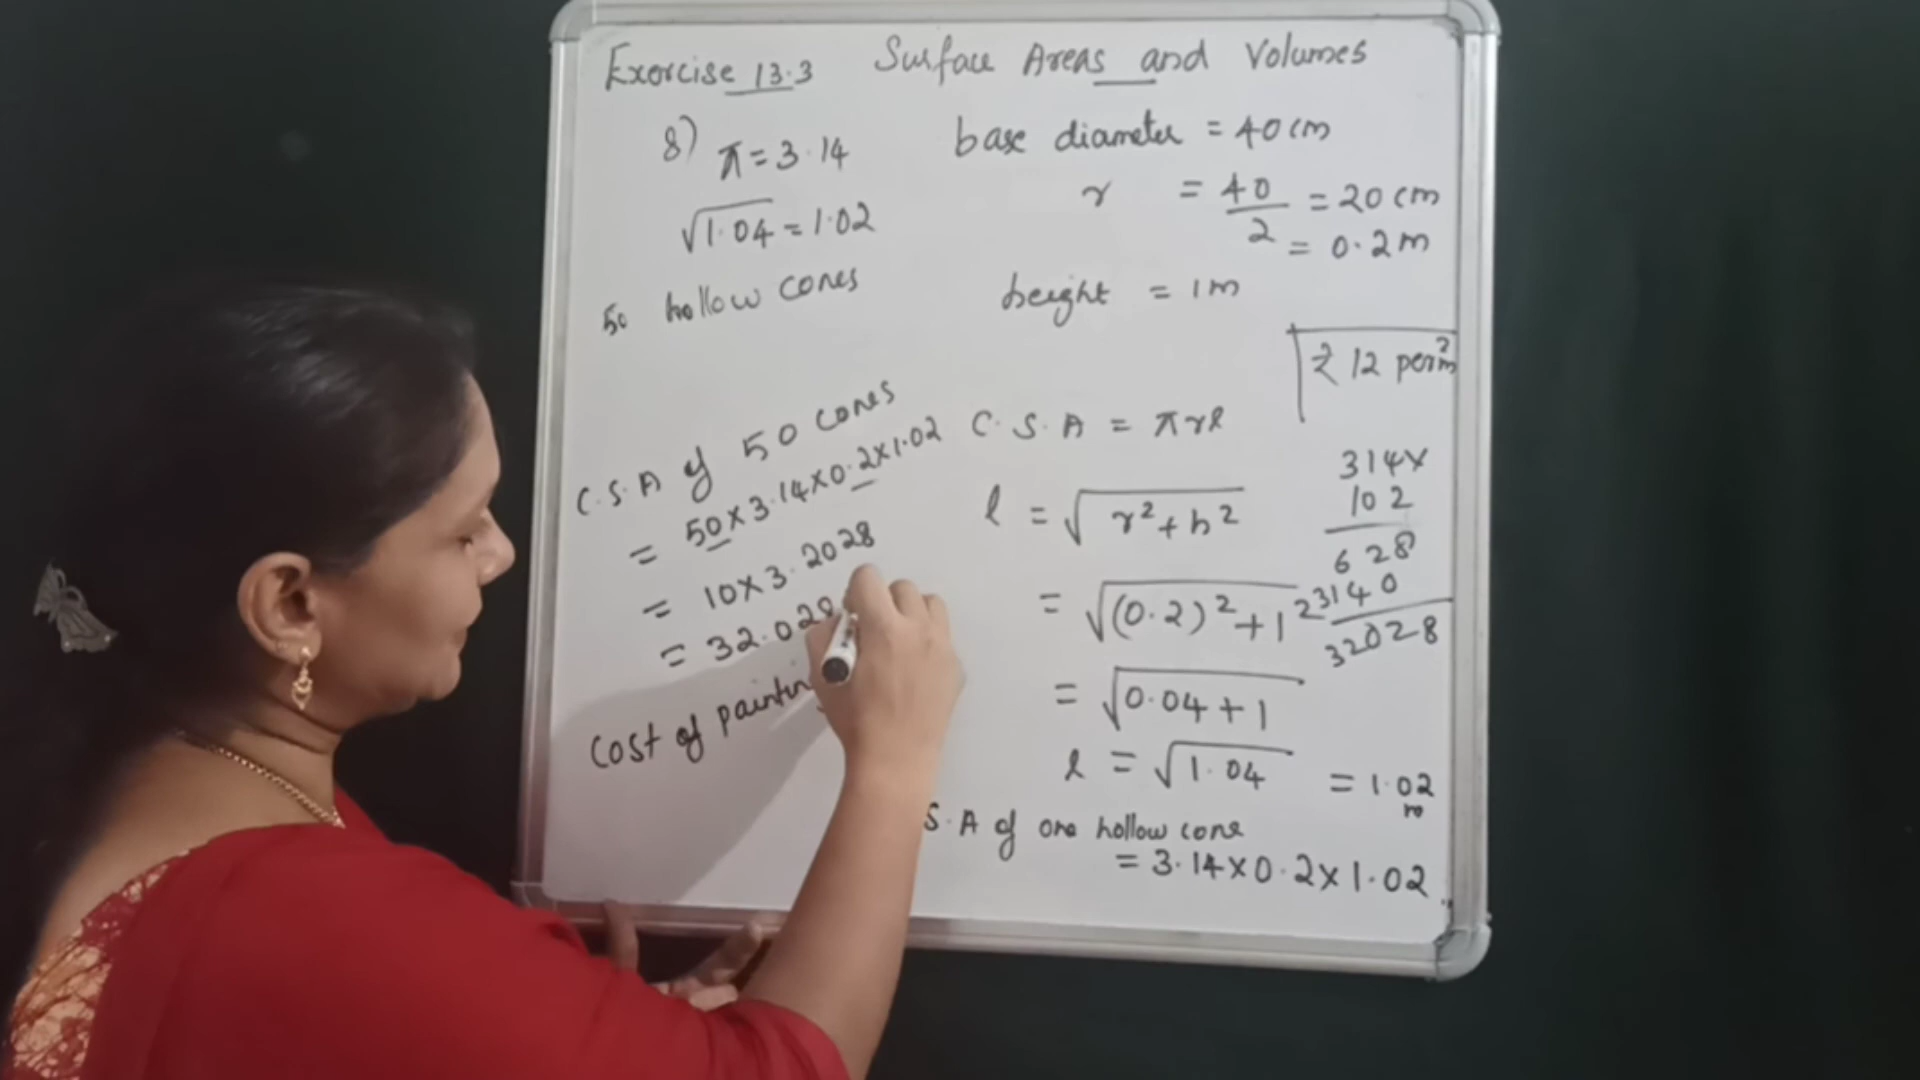 Exercise 13.3 Surface Areas and Volumes
8) π = 3.14
√1.04 = 1.02
50 hollow cones
base diameter = 40 cm
r = 40/2 = 20 cm
= 0.2 m
height = 1 m
₹ 12 per m²
C.S.A of 50 cones
= 50 × 3.14 × 0.2 × 1.02
= 10 × 3.2028
= 32.028
Cost of paintin
C.S.A = πrl
l = √r² + h²
= √(0.2)² + 1²
= √0.04 + 1
l = √1.04 = 1.02 m
S.A of one hollow cone
= 3.14 × 0.2 × 1.02
314×
102
628
3140
32028